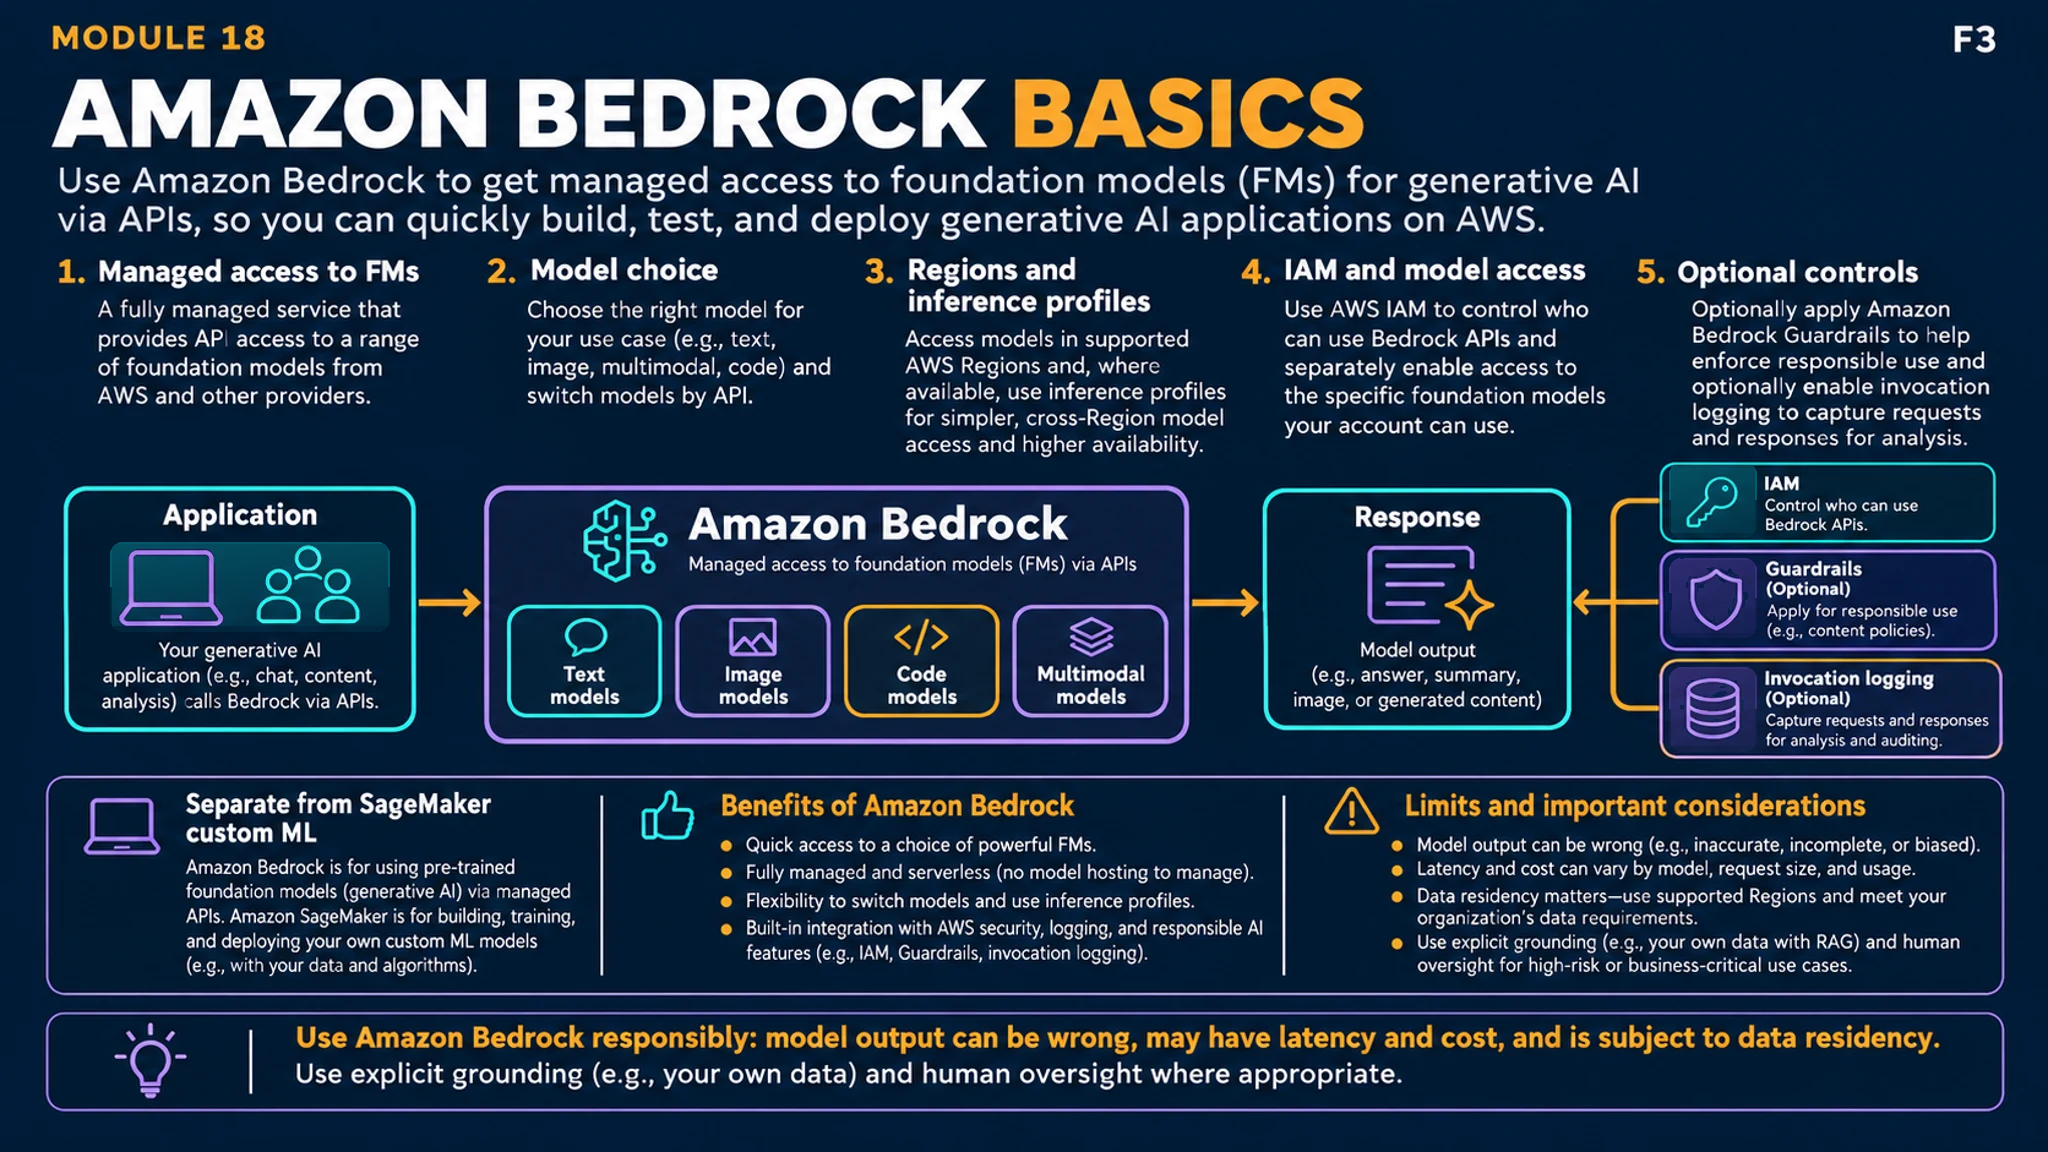 MODULE 18
F3
AMAZON BEDROCK BASICS
Use Amazon Bedrock to get managed access to foundation models (FMs) for generative AI
via APIs, so you can quickly build, test, and deploy generative AI applications on AWS.
1. Managed access to FMs
A fully managed service that
provides API access to a range
of foundation models from
AWS and other providers.
2. Model choice
Choose the right model for
your use case (e.g., text,
image, multimodal, code) and
switch models by API.
3. Regions and
inference profiles
Access models in supported
AWS Regions and, where
available, use inference profiles
for simpler, cross-Region model
access and higher availability.
4. IAM and model access
Use AWS IAM to control who
can use Bedrock APIs and
separately enable access to
the specific foundation models
your account can use.
5. Optional controls
Optionally apply Amazon
Bedrock Guardrails to help
enforce responsible use and
optionally enable invocation
logging to capture requests
and responses for analysis.
Application
Your generative AI
application (e.g., chat, content,
analysis) calls Bedrock via APIs.
Amazon Bedrock
Managed access to foundation models (FMs) via APIs
Text
models
Image
models
</>
Code
models
Multimodal
models
Response
Model output
(e.g., answer, summary,
image, or generated content)
IAM
Control who can use
Bedrock APIs.
Guardrails
(Optional)
Apply for responsible use
(e.g., content policies).
Invocation logging
(Optional)
Capture requests and responses
for analysis and auditing.
Separate from SageMaker
custom ML
Amazon Bedrock is for using pre-trained
foundation models (generative AI) via managed
APIs. Amazon SageMaker is for building, training,
and deploying your own custom ML models
(e.g., with your data and algorithms).
Benefits of Amazon Bedrock
● Quick access to a choice of powerful FMs.
● Fully managed and serverless (no model hosting to manage).
● Flexibility to switch models and use inference profiles.
● Built-in integration with AWS security, logging, and responsible AI
features (e.g., IAM, Guardrails, invocation logging).
Limits and important considerations
● Model output can be wrong (e.g., inaccurate, incomplete, or biased).
● Latency and cost can vary by model, request size, and usage.
● Data residency matters—use supported Regions and meet your
organization's data requirements.
● Use explicit grounding (e.g., your own data with RAG) and human
oversight for high-risk or business-critical use cases.
Use Amazon Bedrock responsibly: model output can be wrong, may have latency and cost, and is subject to data residency.
Use explicit grounding (e.g., your own data) and human oversight where appropriate.